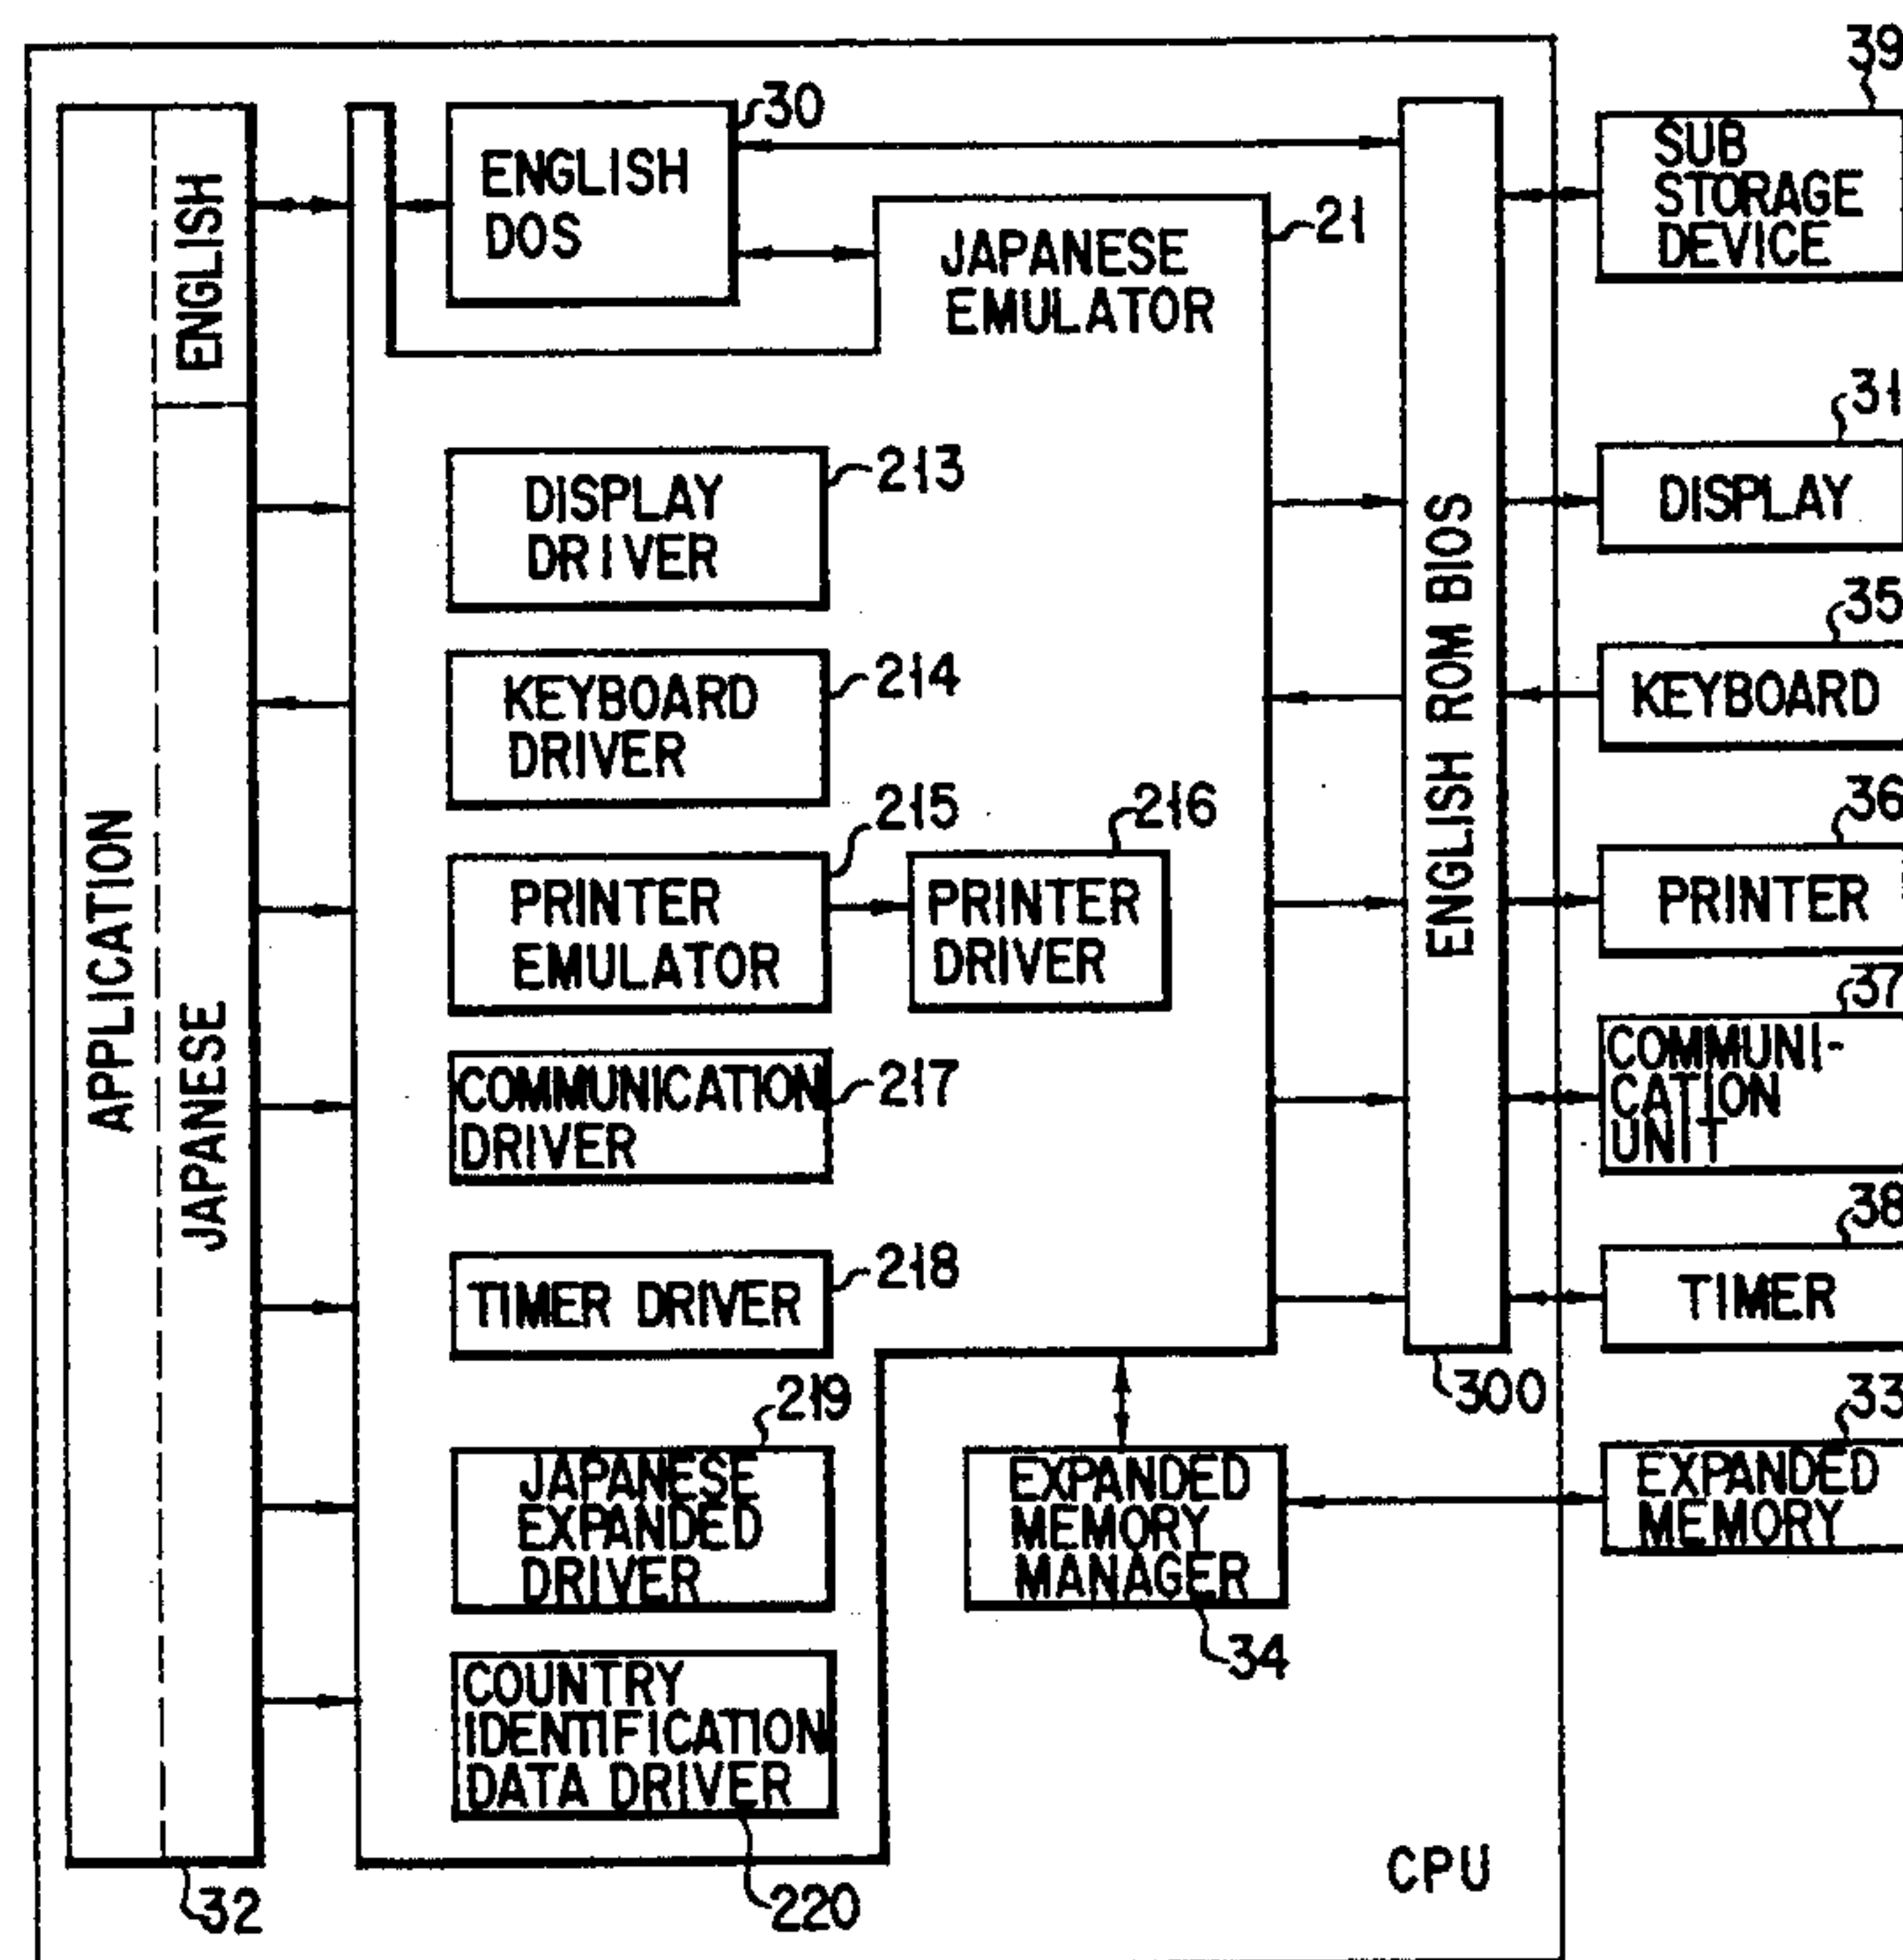 39
30
SUB
STORAGE
DEVICE
ENGLISH
DOS
21
JAPANESE
EMULATOR
ENGLISH
31
213
DISPLAY
DRIVER
DISPLAY
35
214
KEYBOARD
DRIVER
KEYBOARD
ENGLISH ROM BIOS
36
215
216
PRINTER
EMULATOR
PRINTER
DRIVER
PRINTER
APPLICATION
JAPANESE
37
COMMUNI-
CATION
UNIT
217
COMMUNICATION
DRIVER
38
218
TIMER DRIVER
TIMER
300
33
219
JAPANESE
EXPANDED
DRIVER
EXPANDED
MEMORY
MANAGER
EXPANDED
MEMORY
34
COUNTRY
IDENTIFICATION
DATA DRIVER
CPU
32
220